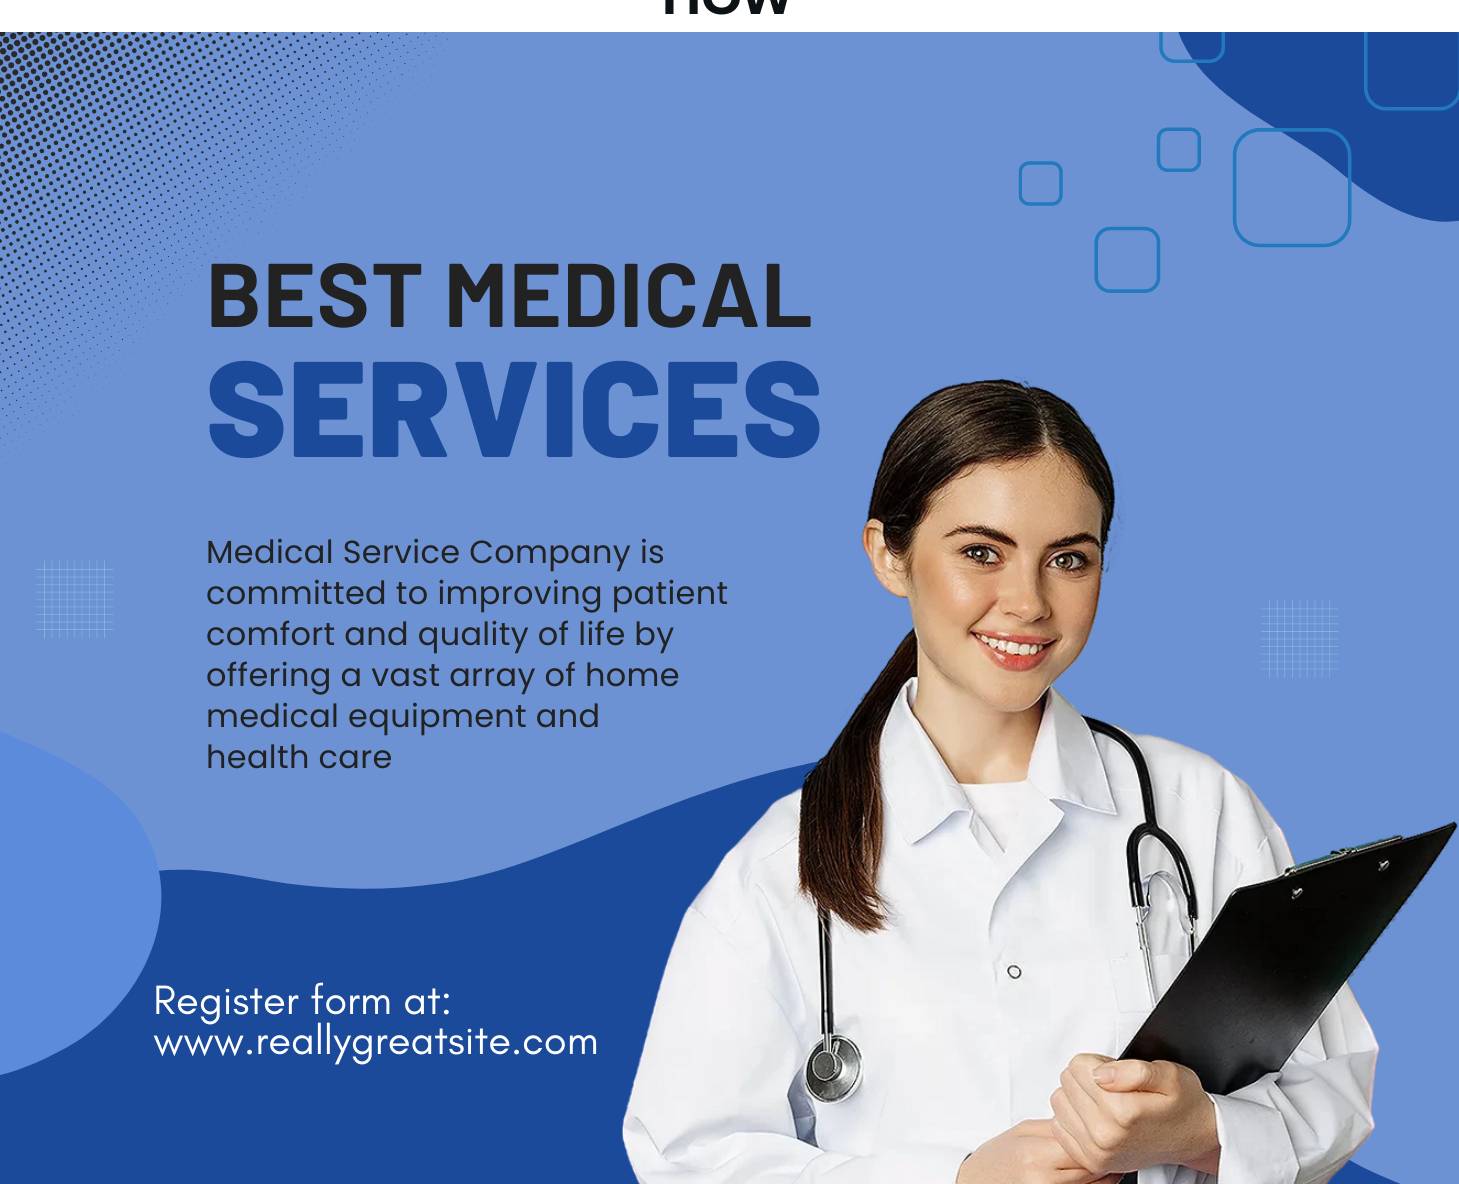 now
BEST MEDICAL
SERVICES
Medical Service Company is
committed to improving patient
comfort and quality of life by
offering a vast array of home
medical equipment and
health care
Register form at:
www.reallygreatsite.com